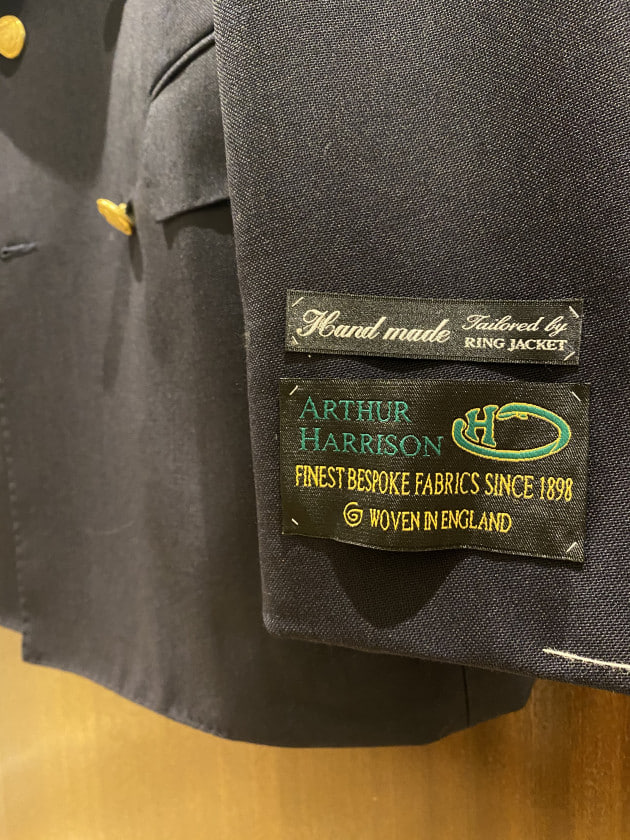 Hand made Tailored by
RING JACKET
ARTHUR
HARRISON
H
FINEST BESPOKE FABRICS SINCE 1898
WOVEN IN ENGLAND